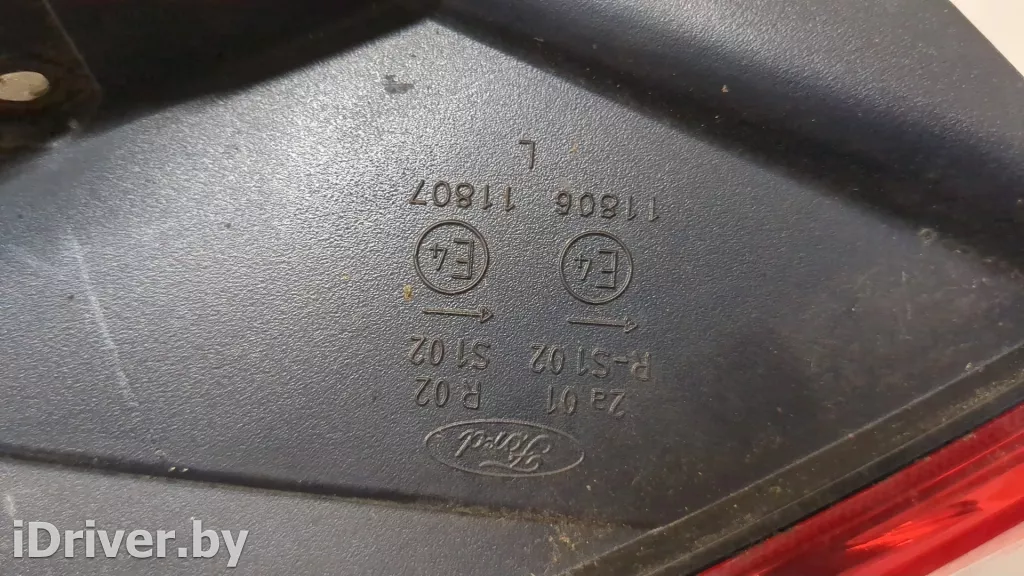 Ford
2a 01 R 02
R-S1 02 S1 02
E4 E4
11806 11807
L
iDriver.by